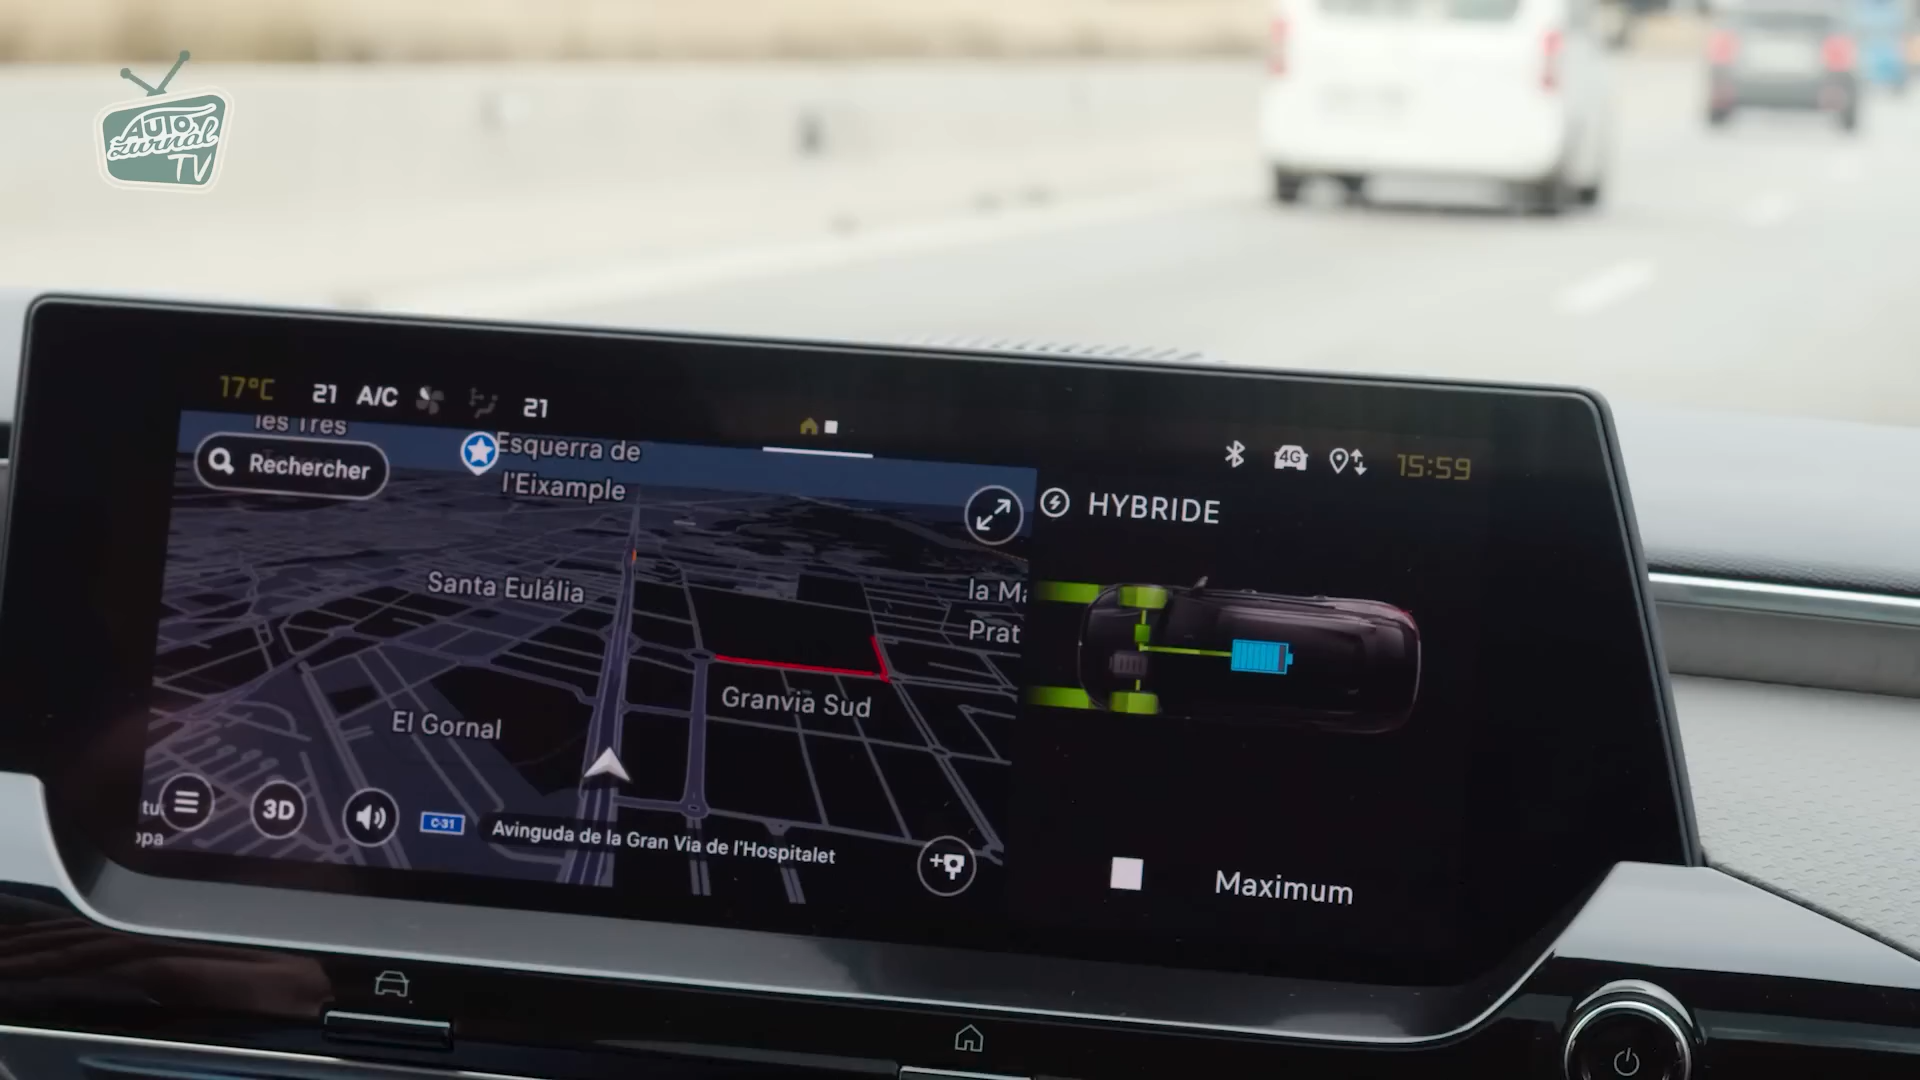 AUTO
žurnál
TV
17°C 21 A/C 21
4G 15:59
les Tres
Rechercher
Esquerra de
l'Eixample
HYBRIDE
Santa Eulália
la Ma
Prat
Granvia Sud
El Gornal
3D
C-31
Avinguda de la Gran Via de l'Hospitalet
Maximum